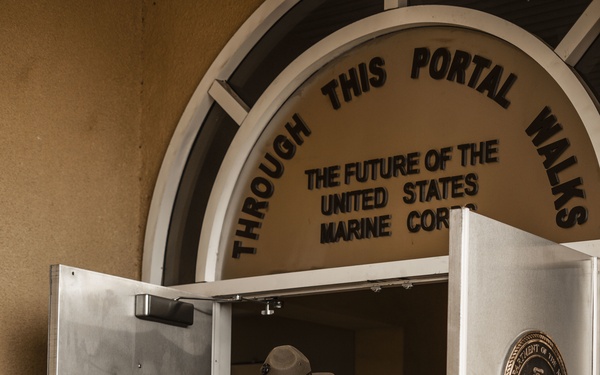 THROUGH THIS PORTAL WALKS
THE FUTURE OF THE
UNITED STATES
MARINE CORPS